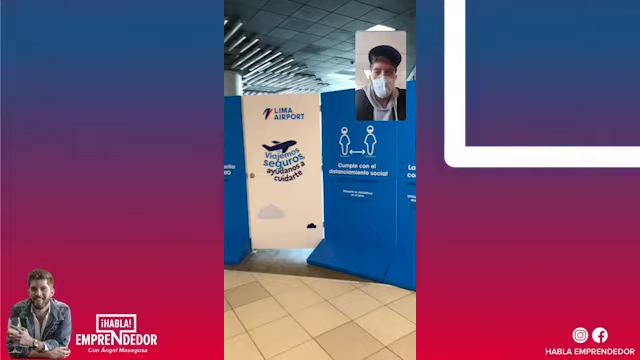 LIMA
AIRPORT
Viajemos
seguros,
ayúdanos a
cuidarte
Cumple con el
distanciamiento social
¡HABLA!
EMPRENDEDOR
Con Ángel Masegosa
HABLA EMPRENDEDOR